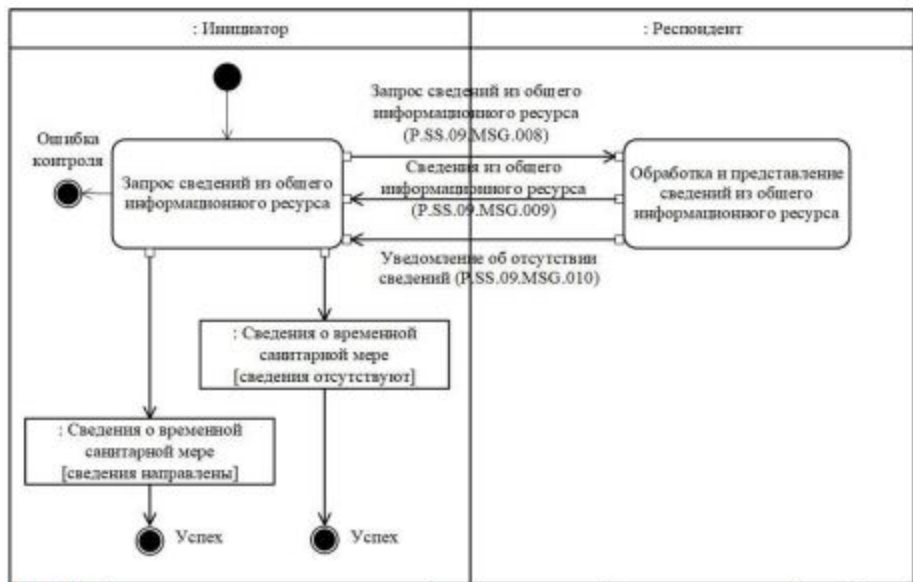 : Инициатор
: Респондент
Запрос сведений из общего
информационного ресурса
(P.SS.09.MSG.008)
Ошибка
контроля
Запрос сведений из общего
информационного ресурса
Сведения из общего
информационного ресурса
(P.SS.09.MSG.009)
Обработка и представление
сведений из общего
информационного ресурса
Уведомление об отсутствии
сведений (P.SS.09.MSG.010)
: Сведения о временной
санитарной мере
[сведения отсутствуют]
: Сведения о временной
санитарной мере
[сведения направлены]
Успех
Успех